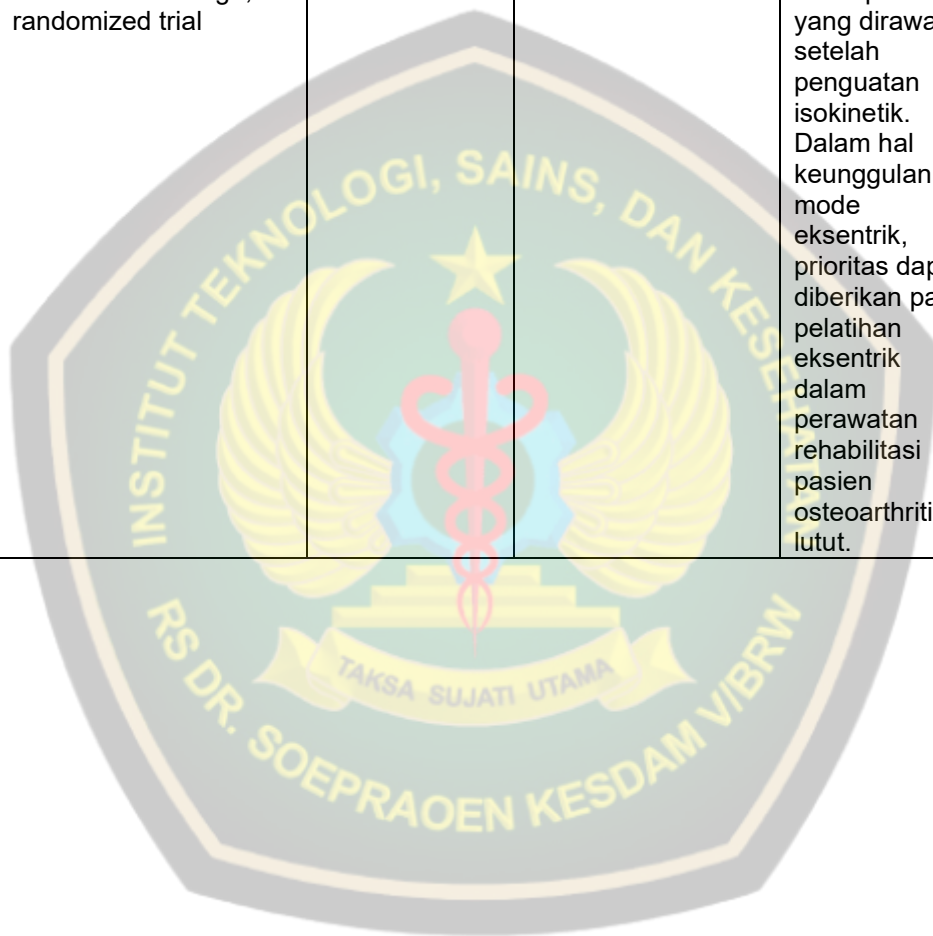 randomized trial
yang dirawa
setelah
penguatan
isokinetik.
Dalam hal
keunggulan
mode
eksentrik,
prioritas dap
diberikan pa
pelatihan
eksentrik
dalam
perawatan
rehabilitasi
pasien
osteoarthriti
lutut.
INSTITUT TEKNOLOGI, SAINS, DAN KESEHATAN
TAKSA SUJATI UTAMA
RS DR. SOEPRAOEN KESDAM V/BRW